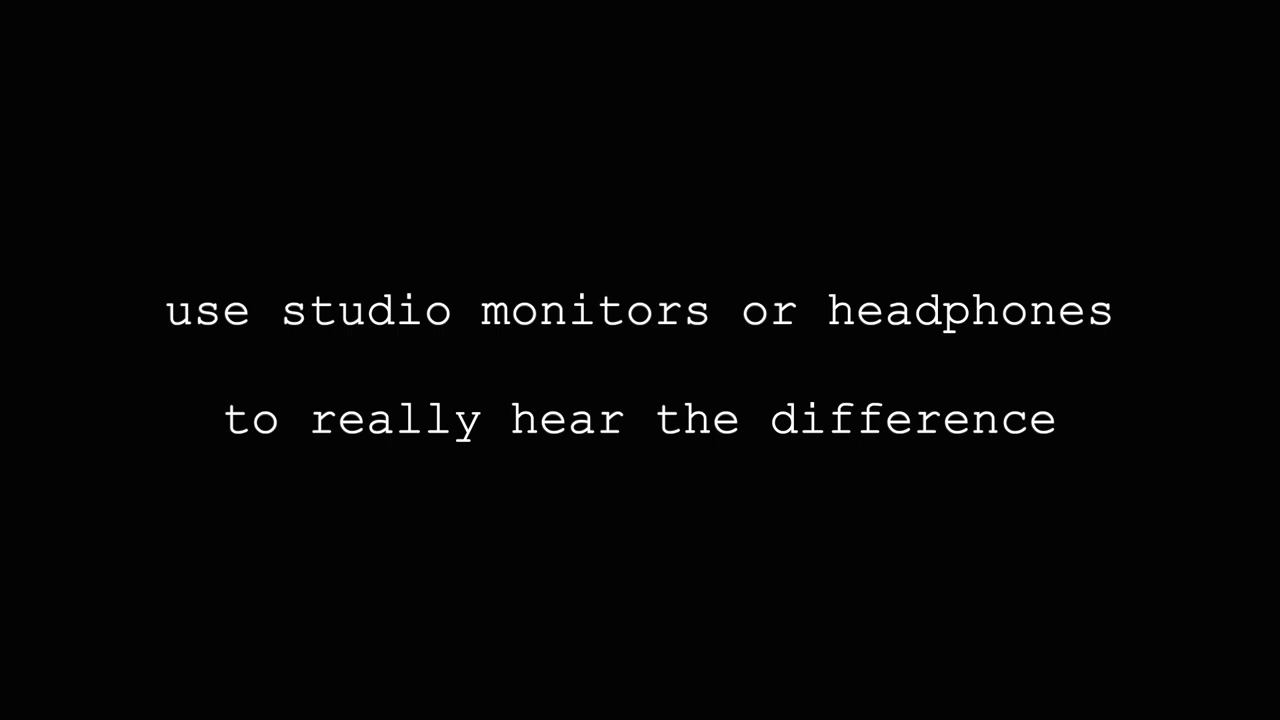 use studio monitors or headphones
to really hear the difference